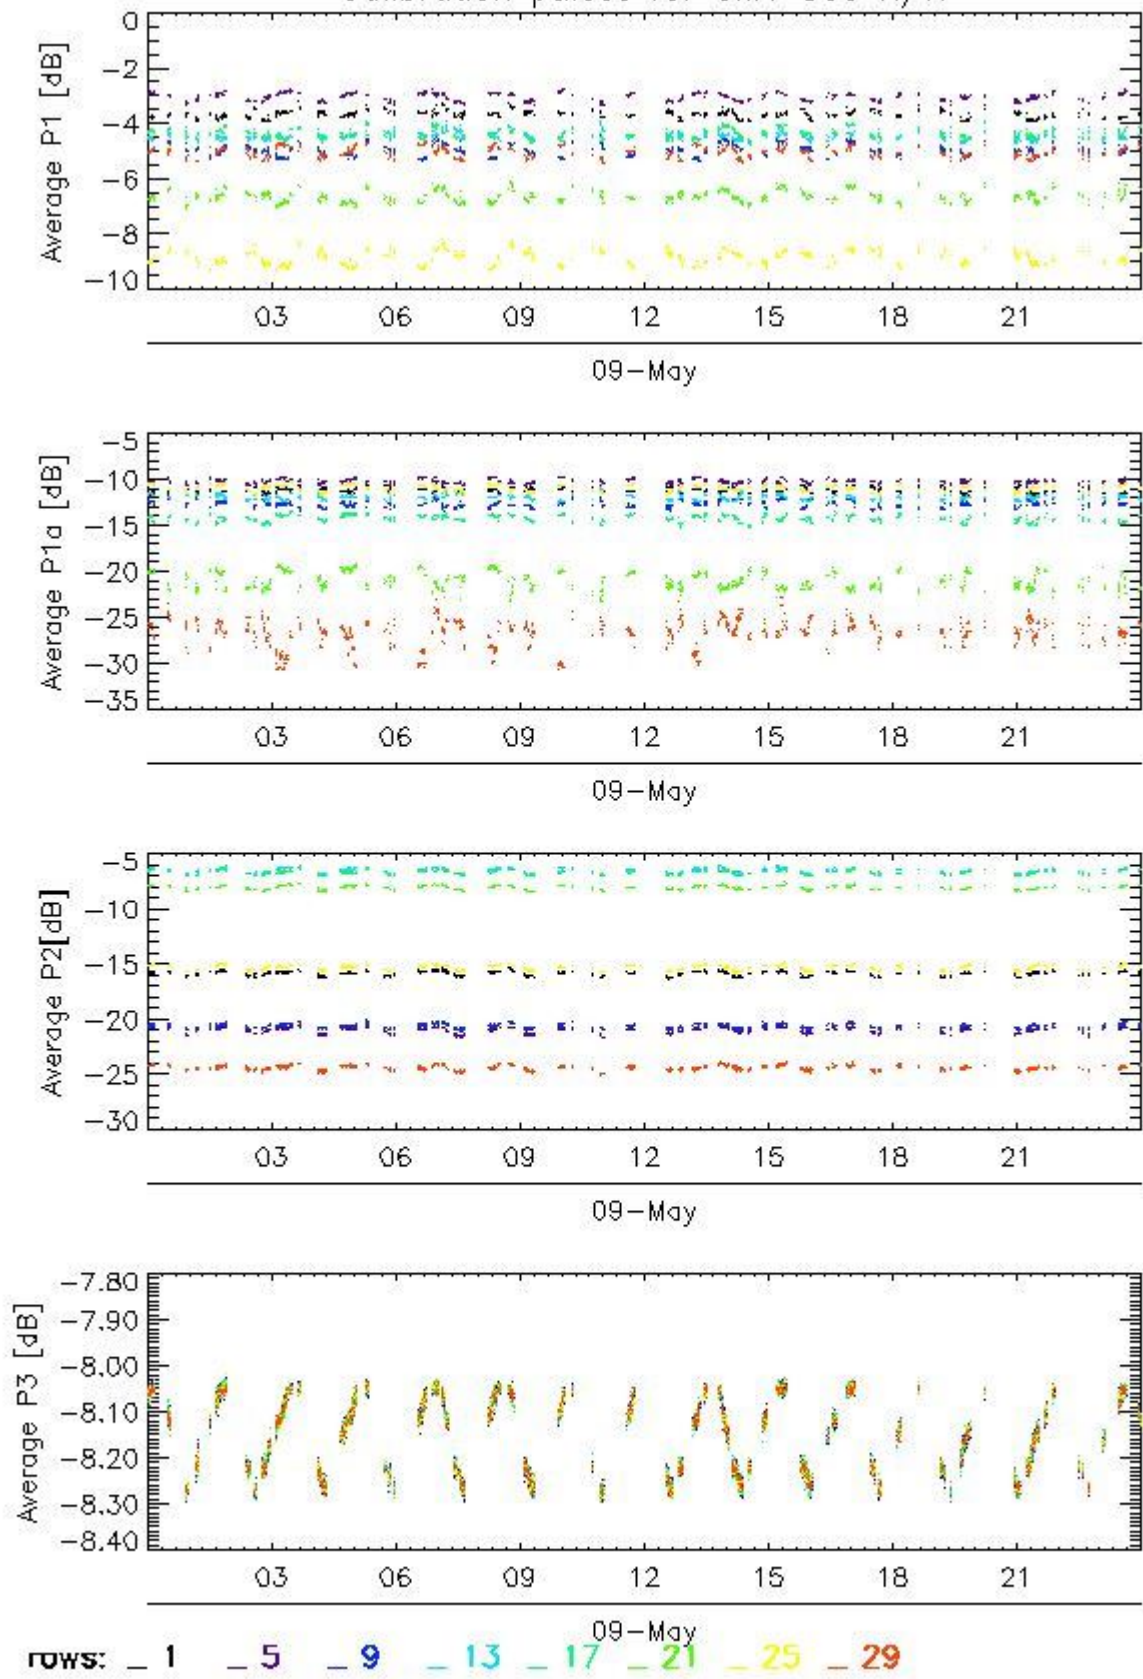 Average P1 [dB]
0
−2
−4
−6
−8
−10
03 06 09 12 15 18 21
09−May
Average P1a [dB]
−5
−10
−15
−20
−25
−30
−35
03 06 09 12 15 18 21
09−May
Average P2[dB]
−5
−10
−15
−20
−25
−30
03 06 09 12 15 18 21
09−May
Average P3 [dB]
−7.80
−7.90
−8.00
−8.10
−8.20
−8.30
−8.40
03 06 09 12 15 18 21
09−May
rows: _ 1 _ 5 _ 9 _ 13 _ 17 _ 21 _ 25 _ 29